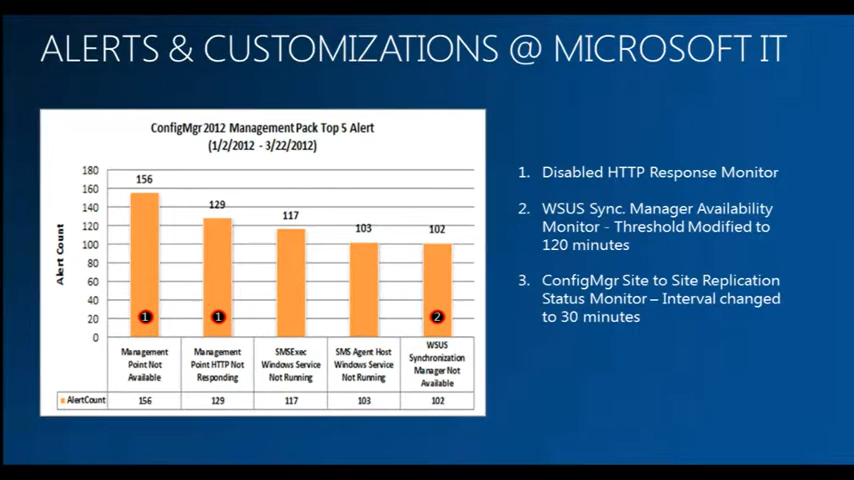 ALERTS & CUSTOMIZATIONS @ MICROSOFT IT
ConfigMgr 2012 Management Pack Top 5 Alert
(1/2/2012 - 3/22/2012)
Alert Count
180
160
140
120
100
80
60
40
20
0
156
129
117
103
102
1
1
2
Management
Point Not
Available
Management
Point HTTP Not
Responding
SMSExec
Windows Service
Not Running
SMS Agent Host
Windows Service
Not Running
WSUS
Synchronization
Manager Not
Available
AlertCount 156 129 117 103 102
1. Disabled HTTP Response Monitor
2. WSUS Sync. Manager Availability
Monitor - Threshold Modified to
120 minutes
3. ConfigMgr Site to Site Replication
Status Monitor – Interval changed
to 30 minutes